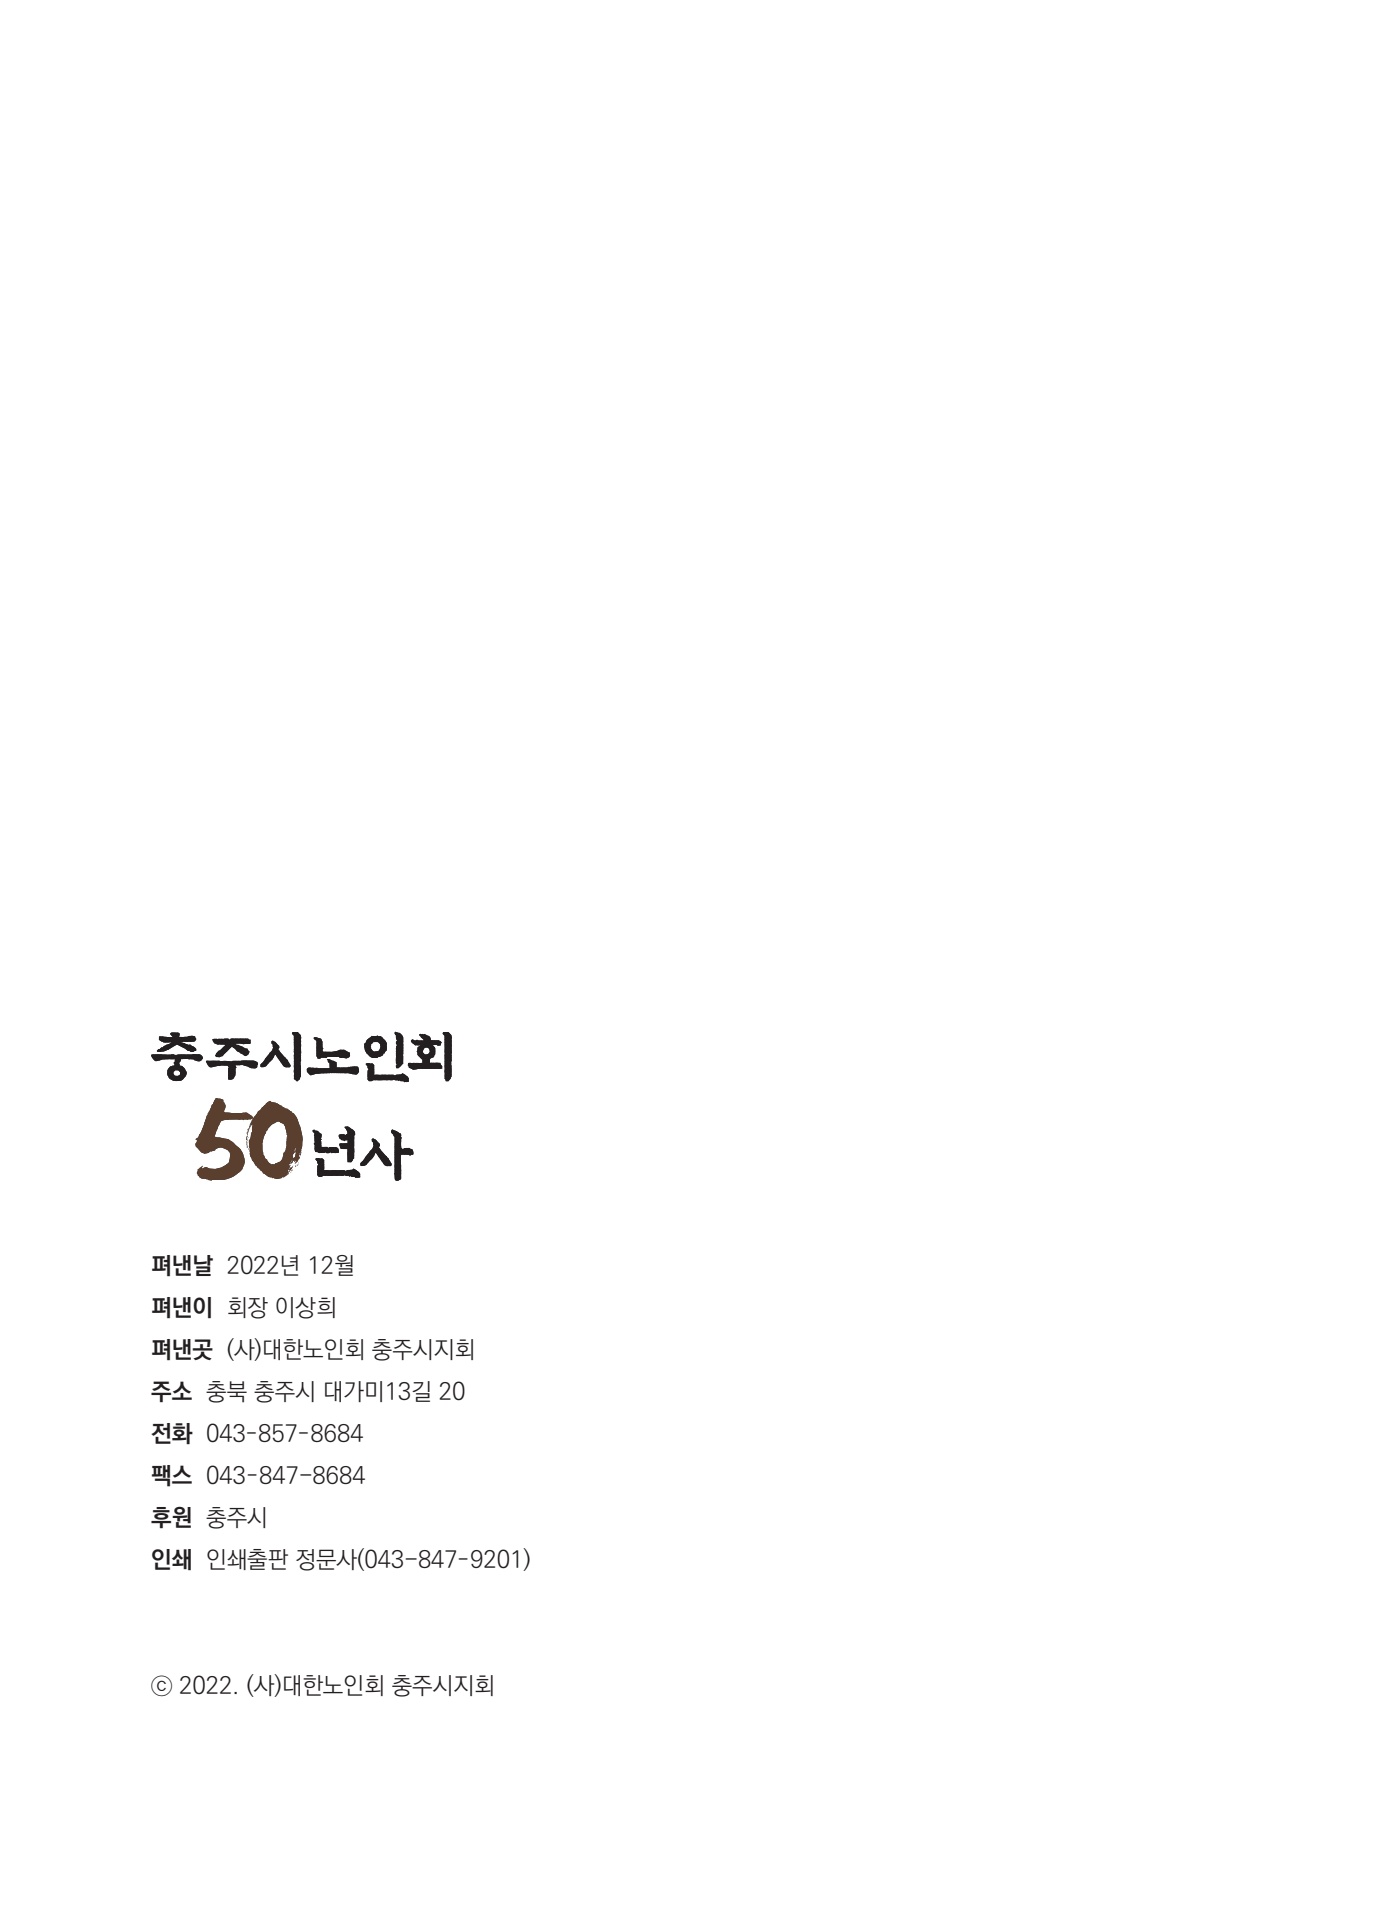 충주시노인회
50년사
펴낸날 2022년 12월
펴낸이 회장 이상희
펴낸곳 (사)대한노인회 충주시지회
주소 충북 충주시 대가미13길 20
전화 043-857-8684
팩스 043-847-8684
후원 충주시
인쇄 인쇄출판 정문사(043-847-9201)
ⓒ 2022. (사)대한노인회 충주시지회